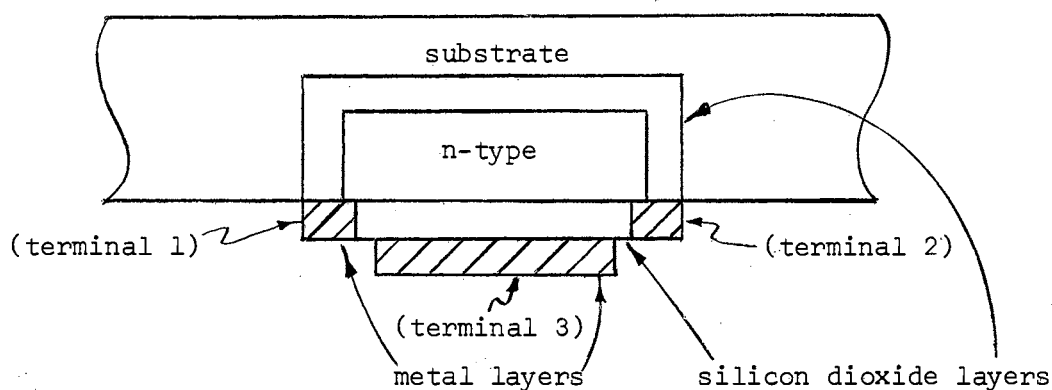 substrate
n-type
(terminal 1)
(terminal 2)
(terminal 3)
metal layers
silicon dioxide layers